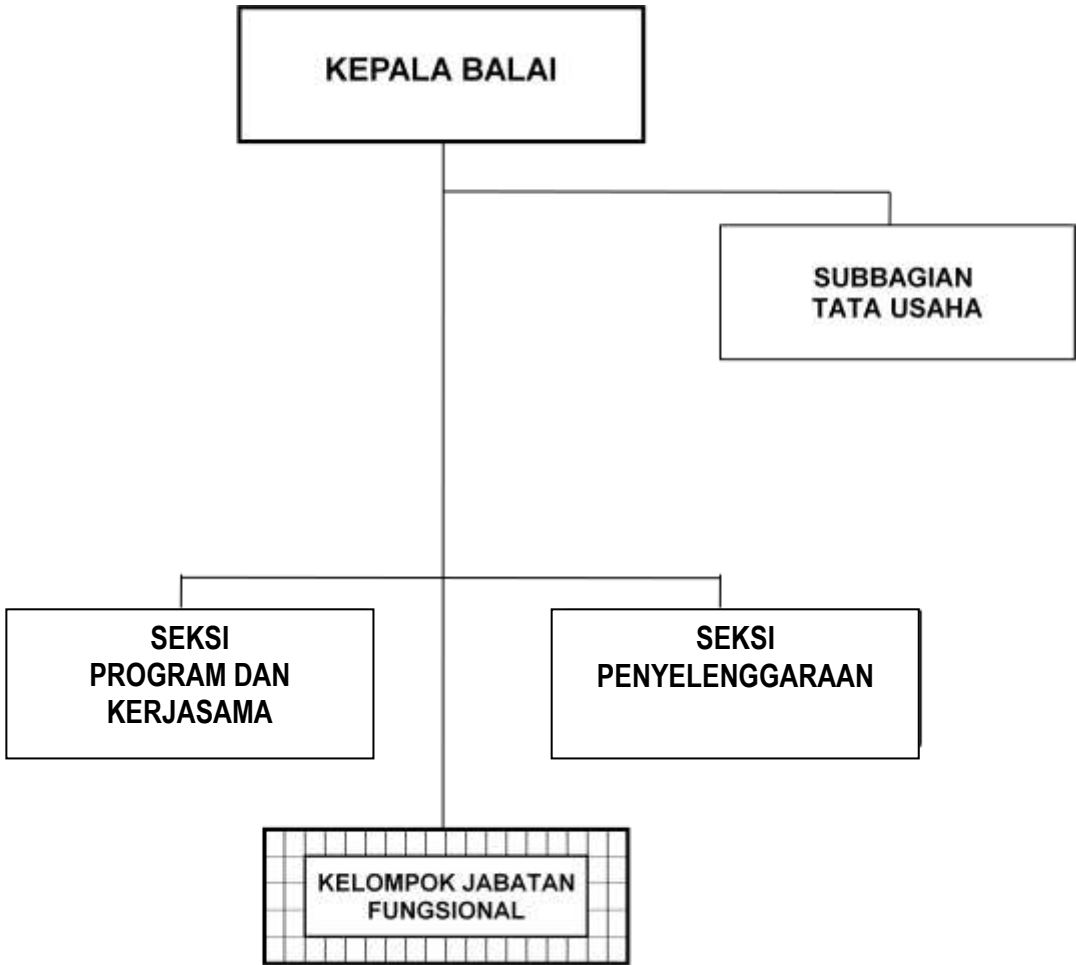 KEPALA BALAI
SUBBAGIAN
TATA USAHA
SEKSI
PROGRAM DAN
KERJASAMA
SEKSI
PENYELENGGARAAN
KELOMPOK JABATAN
FUNGSIONAL